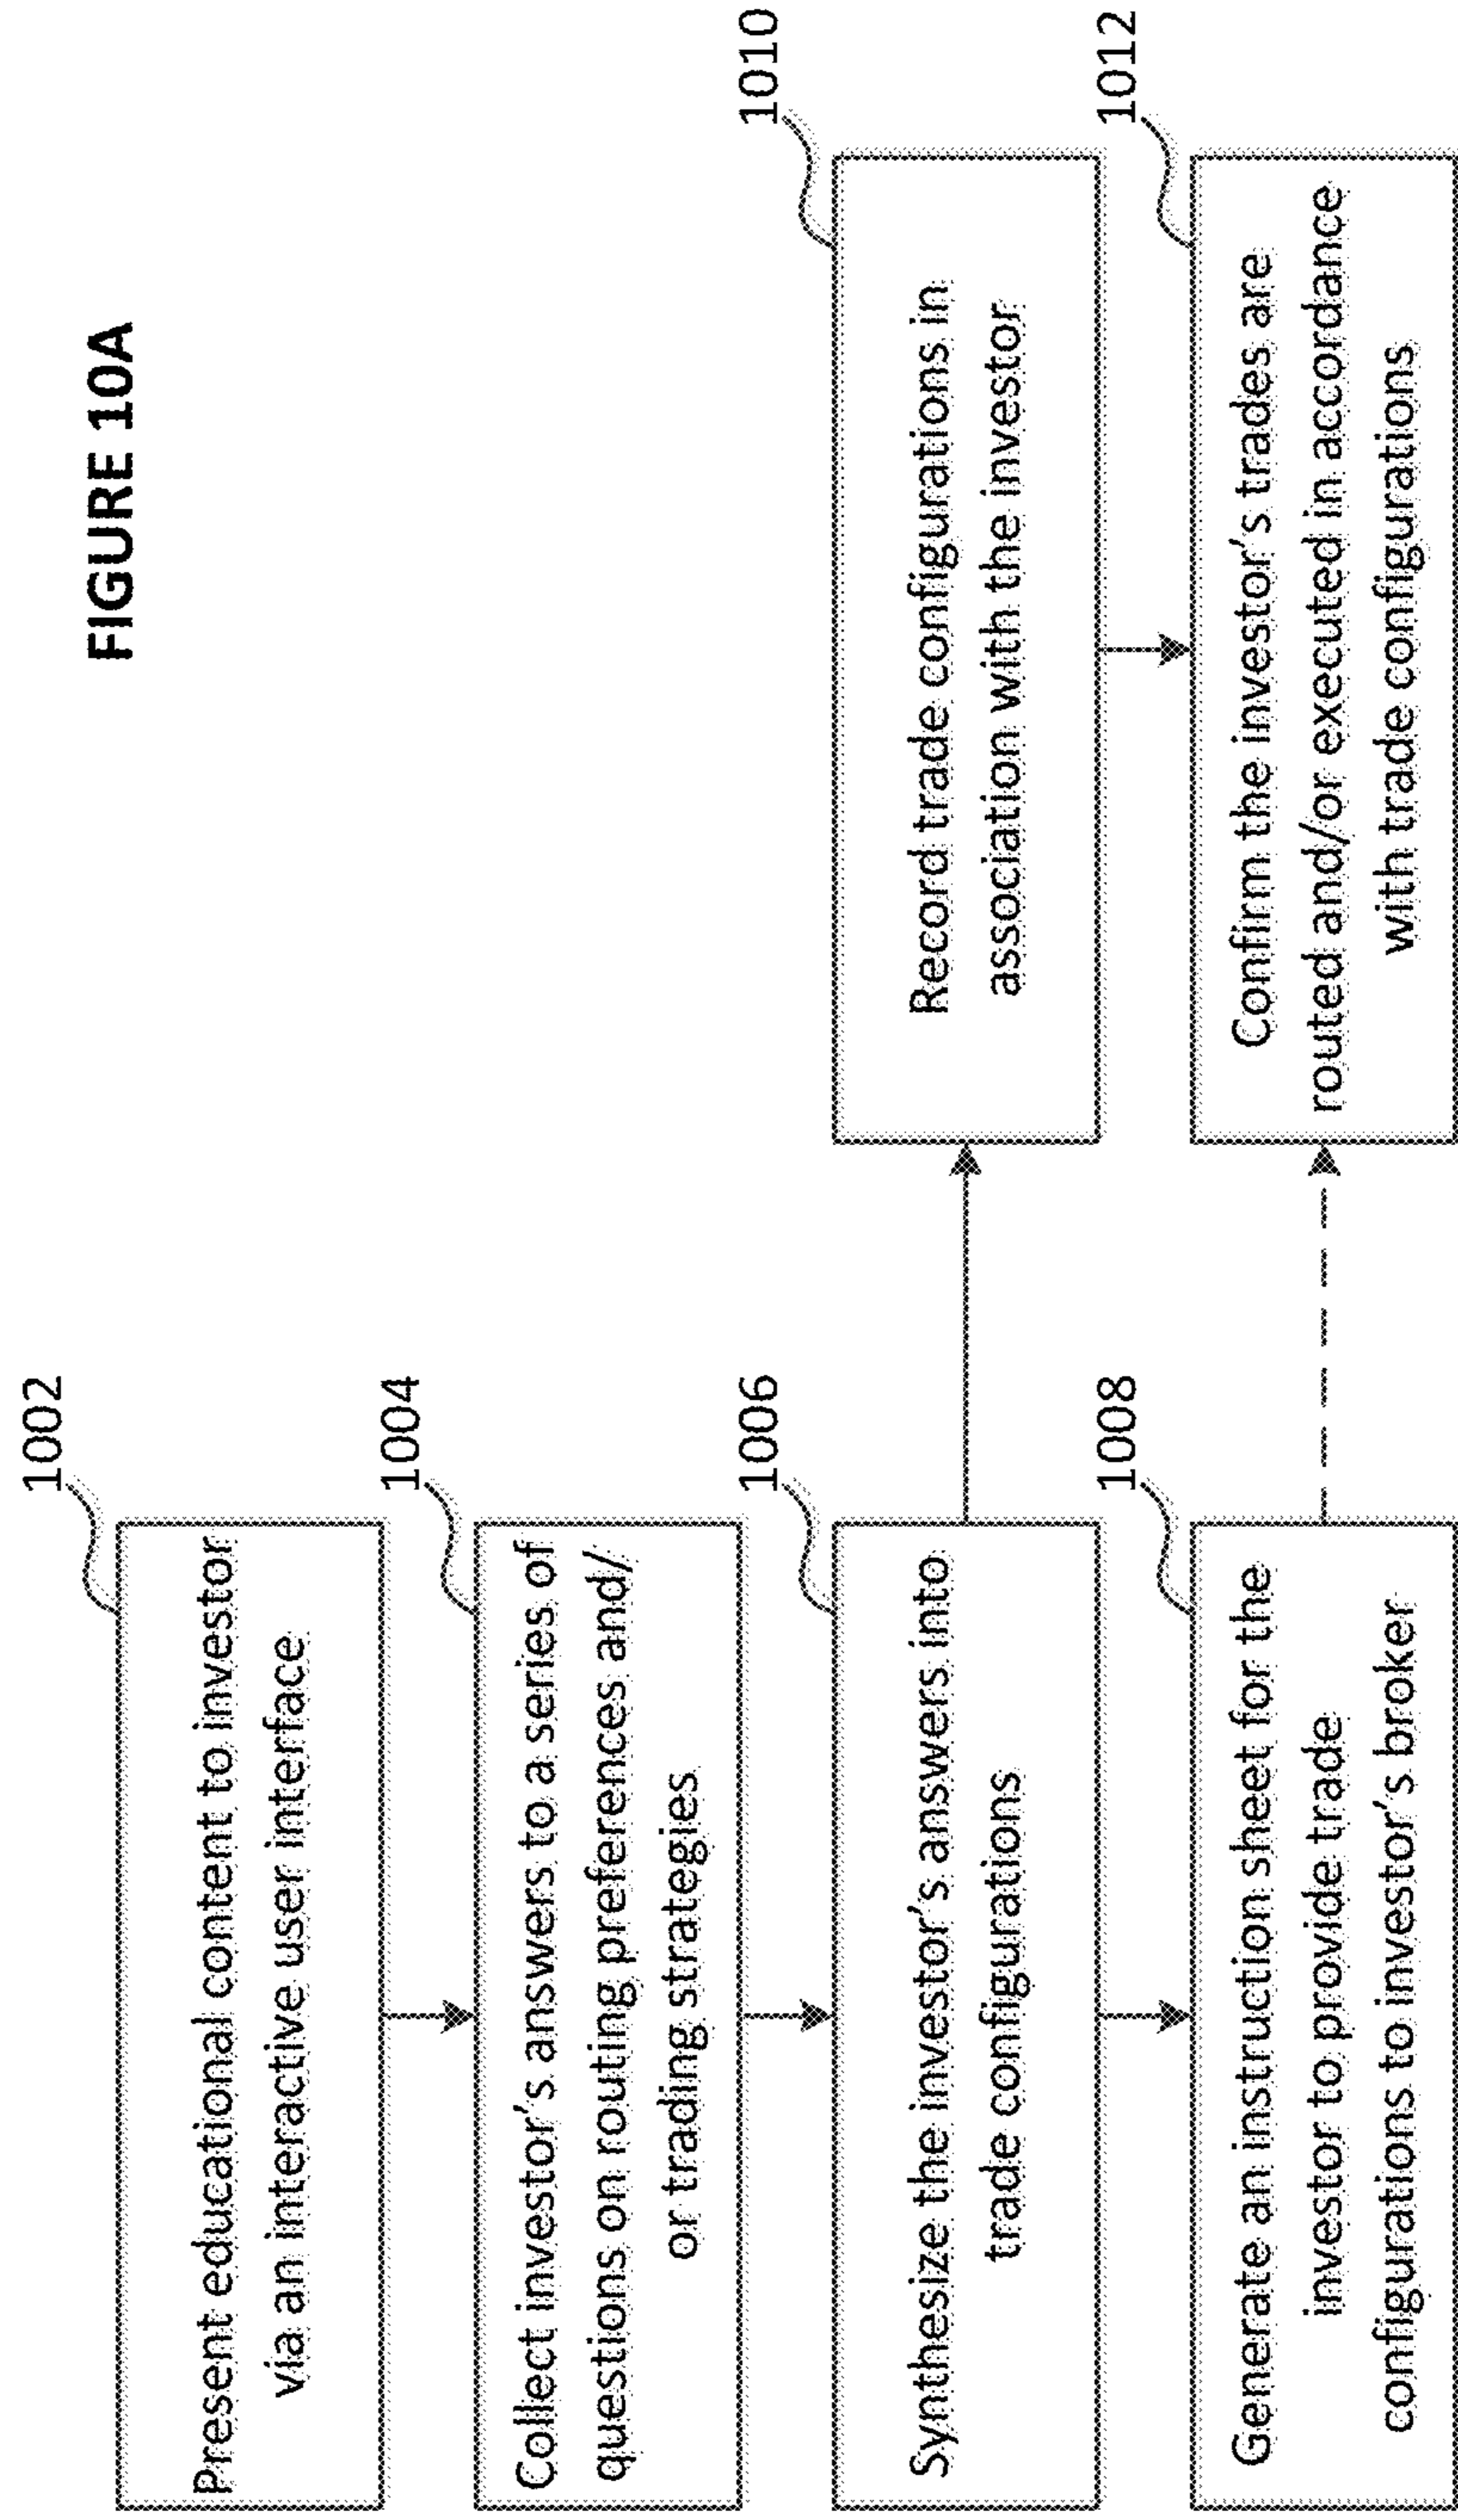 FIGURE 10A
1002
Present educational content to investor
via an interactive user interface
1004
Collect investor's answers to a series of
questions on routing preferences and/
or trading strategies
1006
Synthesize the investor's answers into
trade configurations
1008
Generate an instruction sheet for the
investor to provide trade
configurations to investor's broker
1010
Record trade configurations in
association with the investor
1012
Confirm the investor's trades are
routed and/or executed in accordance
with trade configurations